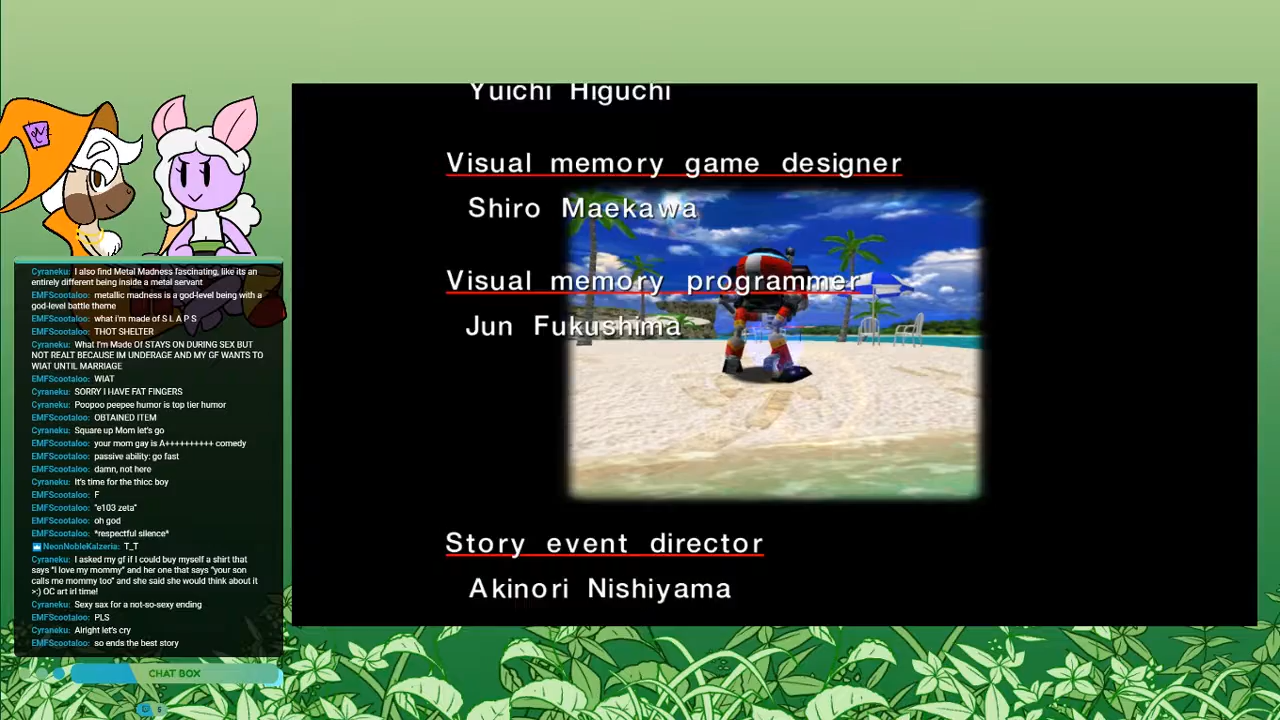 Cyraneku: I also find Metal Madness fascinating, like its an
entirely different being inside a metal servant
EMFScootaloo: metallic madness is a god-level being with a
god-level battle theme
EMFScootaloo: what i'm made of S L A P S
EMFScootaloo: THOT SHELTER
Cyraneku: What I'm Made Of STAYS ON DURING SEX BUT
NOT REALT BECAUSE IM UNDERAGE AND MY GF WANTS TO
WIAT UNTIL MARRIAGE
EMFScootaloo: WIAT
Cyraneku: SORRY I HAVE FAT FINGERS
Cyraneku: Poopoo peepee humor is top tier humor
EMFScootaloo: OBTAINED ITEM
Cyraneku: Square up Mom let's go
EMFScootaloo: your mom gay is A++++++++++ comedy
EMFScootaloo: passive ability: go fast
EMFScootaloo: damn, not here
Cyraneku: It's time for the thicc boy
EMFScootaloo: F
EMFScootaloo: "e103 zeta"
EMFScootaloo: oh god
EMFScootaloo: *respectful silence*
NeonNobleKalzeria: T_T
Cyraneku: I asked my gf if I could buy myself a shirt that
says "I love my mommy" and her one that says "your son
calls me mommy too" and she said she would think about it
>:) OC art irl time!
Cyraneku: Sexy sax for a not-so-sexy ending
EMFScootaloo: PLS
Cyraneku: Alright let's cry
EMFScootaloo: so ends the best story
CHAT BOX
5
Yuichi Higuchi
Visual memory game designer
Shiro Maekawa
Visual memory programmer
Jun Fukushima
Story event director
Akinori Nishiyama